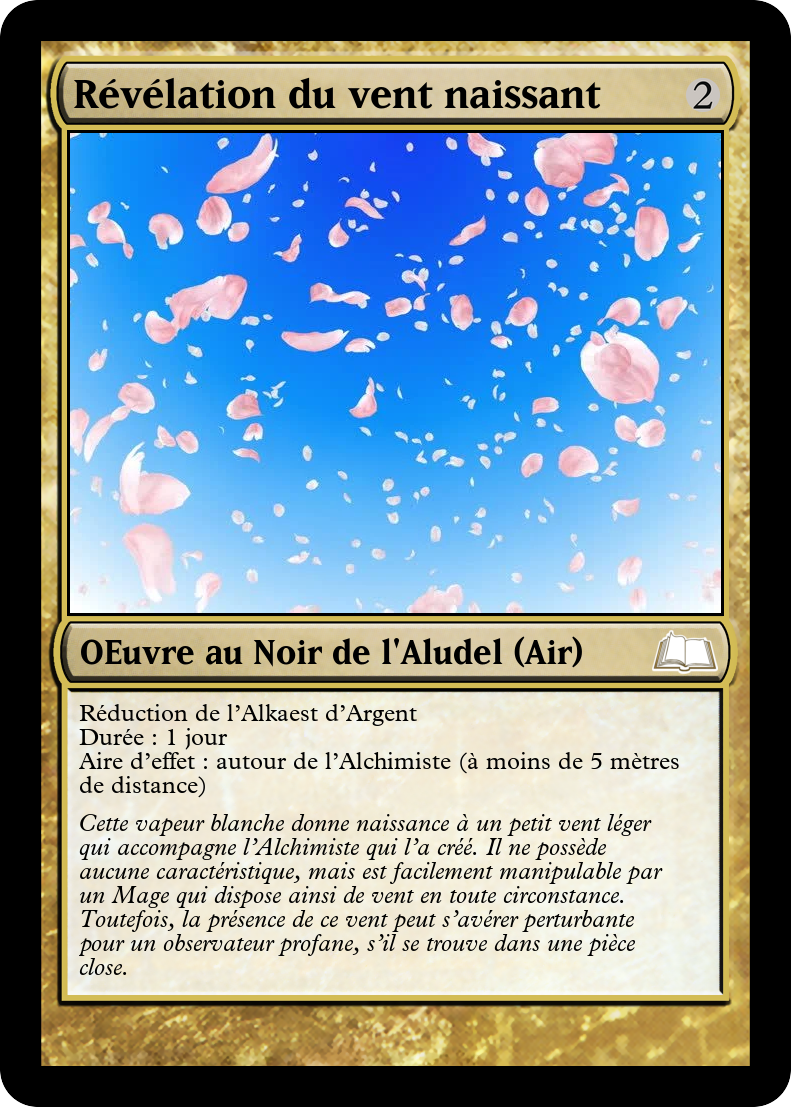 Révélation du vent naissant 2
OEuvre au Noir de l'Aludel (Air)
Réduction de l’Alkaest d’Argent
Durée : 1 jour
Aire d’effet : autour de l’Alchimiste (à moins de 5 mètres
de distance)
Cette vapeur blanche donne naissance à un petit vent léger
qui accompagne l’Alchimiste qui l’a créé. Il ne possède
aucune caractéristique, mais est facilement manipulable par
un Mage qui dispose ainsi de vent en toute circonstance.
Toutefois, la présence de ce vent peut s’avérer perturbante
pour un observateur profane, s’il se trouve dans une pièce
close.